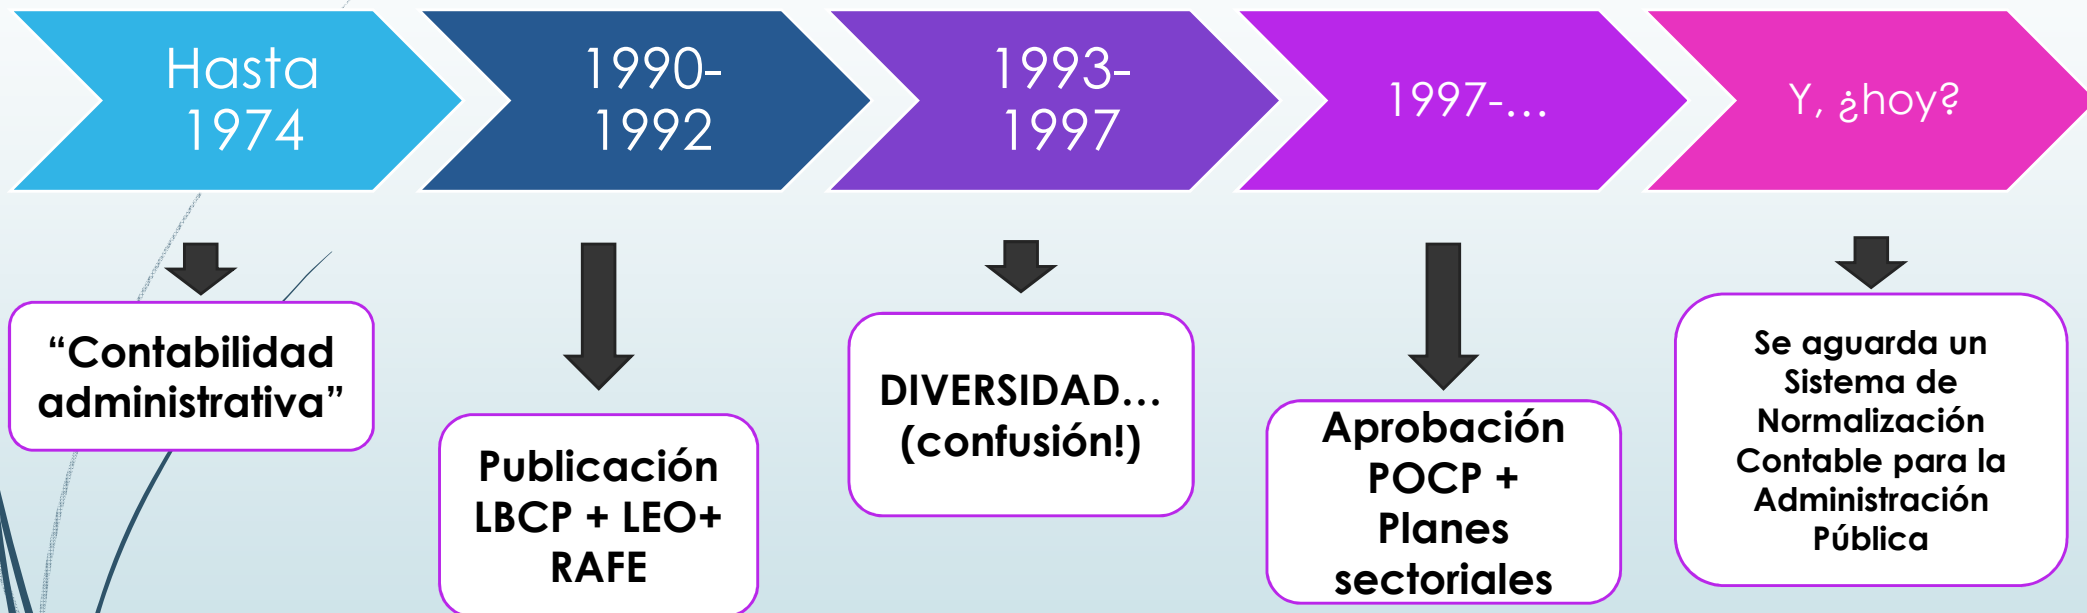 Hasta
1974
1990-
1992
1993-
1997
1997-...
Y, ¿hoy?
“Contabilidad
administrativa”
Publicación
LBCP + LEO+
RAFE
DIVERSIDAD...
(confusión!)
Aprobación
POCP +
Planes
sectoriales
Se aguarda un
Sistema de
Normalización
Contable para la
Administración
Pública